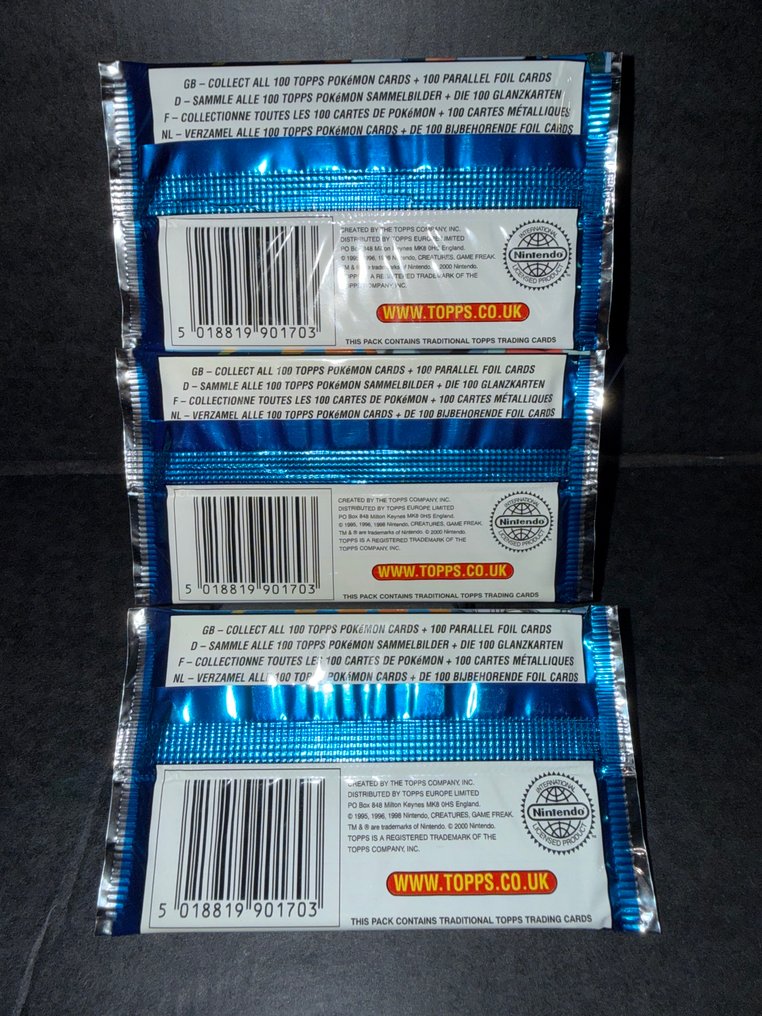 GB – COLLECT ALL 100 TOPPS POKéMON CARDS + 100 PARALLEL FOIL CARDS
D – SAMMLE ALLE 100 TOPPS POKéMON SAMMELBILDER + DIE 100 GLANZKARTEN
F – COLLECTIONNE TOUTES LES 100 CARTES DE POKéMON + 100 CARTES MÉTALLIQUES
NL – VERZAMEL ALLE 100 TOPPS POKéMON CARDS + DE 100 BIJBEHORENDE FOIL CARDS
CREATED BY THE TOPPS COMPANY, INC.
DISTRIBUTED BY TOPPS EUROPE LIMITED
PO Box 848 Milton Keynes MK8 0HS England.
© 1995, 1996, 1998 Nintendo, CREATURES, GAME FREAK.
TM & ® are trademarks of Nintendo. © 2000 Nintendo.
TOPPS IS A REGISTERED TRADEMARK OF THE
TOPPS COMPANY, INC.
INTERNATIONAL
Nintendo
LICENSED PRODUCT
WWW.TOPPS.CO.UK
5 018819 901703
THIS PACK CONTAINS TRADITIONAL TOPPS TRADING CARDS
GB – COLLECT ALL 100 TOPPS POKéMON CARDS + 100 PARALLEL FOIL CARDS
D – SAMMLE ALLE 100 TOPPS POKéMON SAMMELBILDER + DIE 100 GLANZKARTEN
F – COLLECTIONNE TOUTES LES 100 CARTES DE POKéMON + 100 CARTES MÉTALLIQUES
NL – VERZAMEL ALLE 100 TOPPS POKéMON CARDS + DE 100 BIJBEHORENDE FOIL CARDS
CREATED BY THE TOPPS COMPANY, INC.
DISTRIBUTED BY TOPPS EUROPE LIMITED
PO Box 848 Milton Keynes MK8 0HS England.
© 1995, 1996, 1998 Nintendo, CREATURES, GAME FREAK.
TM & ® are trademarks of Nintendo. © 2000 Nintendo.
TOPPS IS A REGISTERED TRADEMARK OF THE
TOPPS COMPANY, INC.
INTERNATIONAL
Nintendo
LICENSED PRODUCT
WWW.TOPPS.CO.UK
5 018819 901703
THIS PACK CONTAINS TRADITIONAL TOPPS TRADING CARDS
GB – COLLECT ALL 100 TOPPS POKéMON CARDS + 100 PARALLEL FOIL CARDS
D – SAMMLE ALLE 100 TOPPS POKéMON SAMMELBILDER + DIE 100 GLANZKARTEN
F – COLLECTIONNE TOUTES LES 100 CARTES DE POKéMON + 100 CARTES MÉTALLIQUES
NL – VERZAMEL ALLE 100 TOPPS POKéMON CARDS + DE 100 BIJBEHORENDE FOIL CARDS
CREATED BY THE TOPPS COMPANY, INC.
DISTRIBUTED BY TOPPS EUROPE LIMITED
PO Box 848 Milton Keynes MK8 0HS England.
© 1995, 1996, 1998 Nintendo, CREATURES, GAME FREAK.
TM & ® are trademarks of Nintendo. © 2000 Nintendo.
TOPPS IS A REGISTERED TRADEMARK OF THE
TOPPS COMPANY, INC.
INTERNATIONAL
Nintendo
LICENSED PRODUCT
WWW.TOPPS.CO.UK
5 018819 901703
THIS PACK CONTAINS TRADITIONAL TOPPS TRADING CARDS